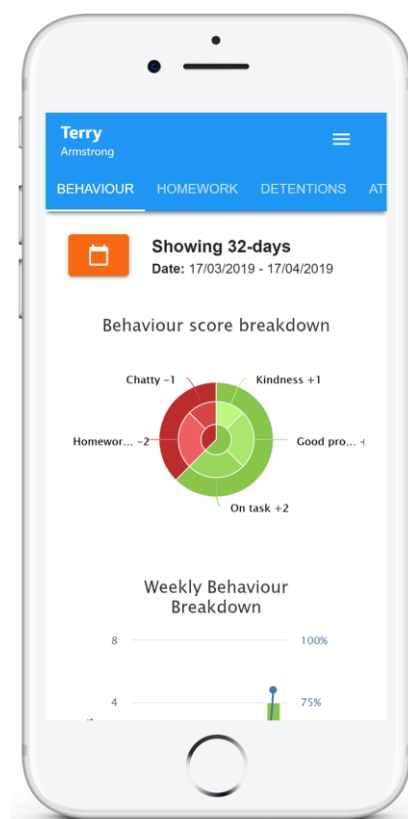 Terry
Armstrong
BEHAVIOUR HOMEWORK DETENTIONS AT
Showing 32-days
Date: 17/03/2019 - 17/04/2019
Behaviour score breakdown
Chatty -1 Kindness +1
Homewor... -2 Good pro... +
On task +2
Weekly Behaviour
Breakdown
8 100%
4 75%